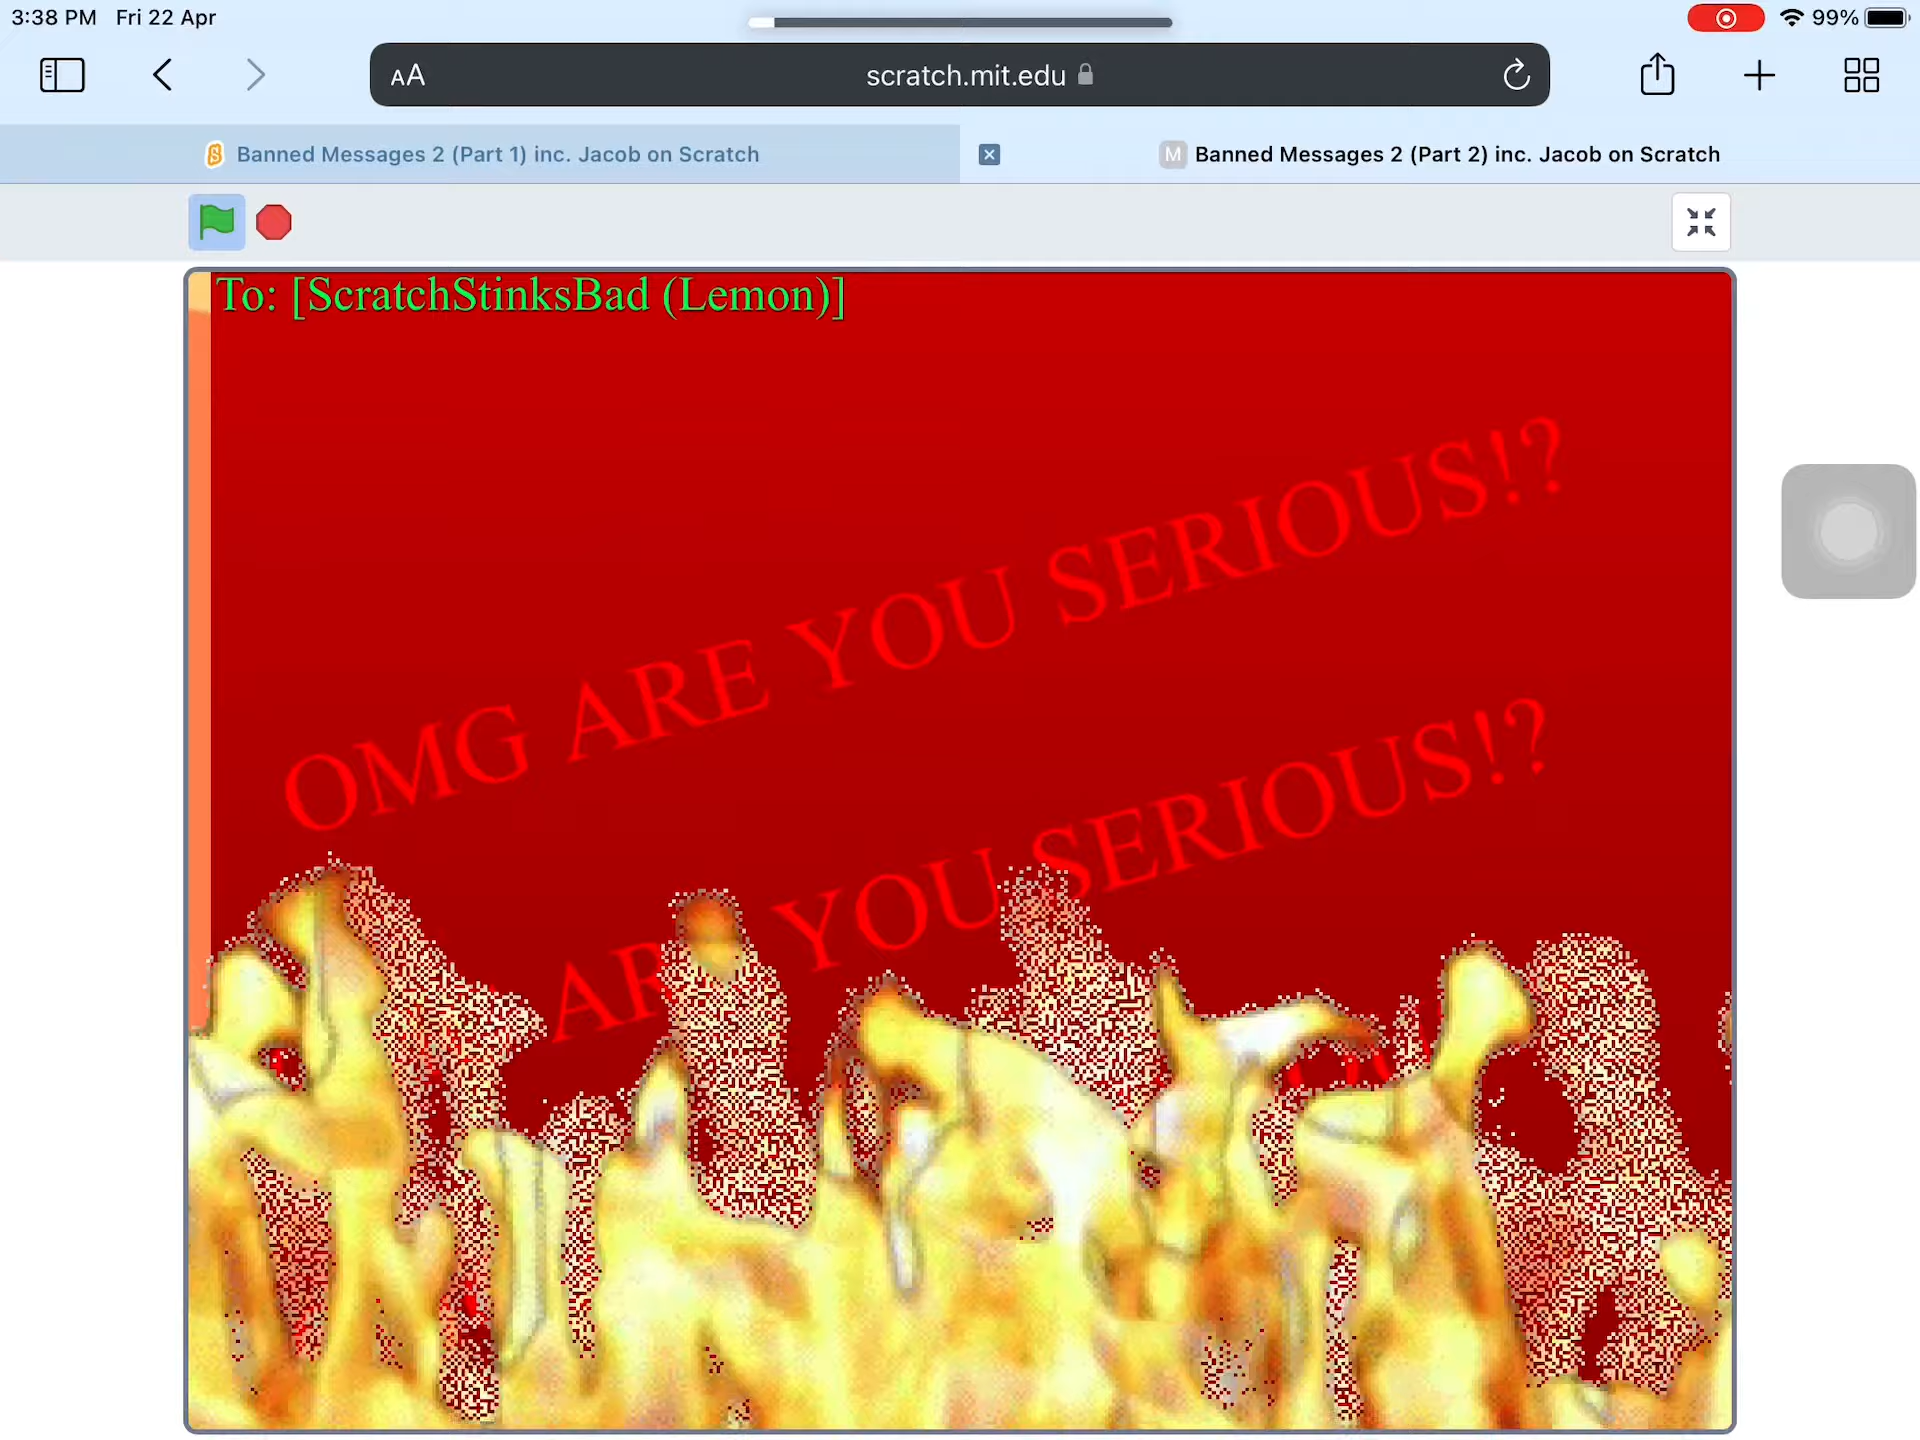 3:38 PM Fri 22 Apr
99%
AA
scratch.mit.edu
Banned Messages 2 (Part 1) inc. Jacob on Scratch
M Banned Messages 2 (Part 2) inc. Jacob on Scratch
To: [ScratchStinksBad (Lemon)]
OMG ARE YOU SERIOUS!?
ARE YOU SERIOUS!?